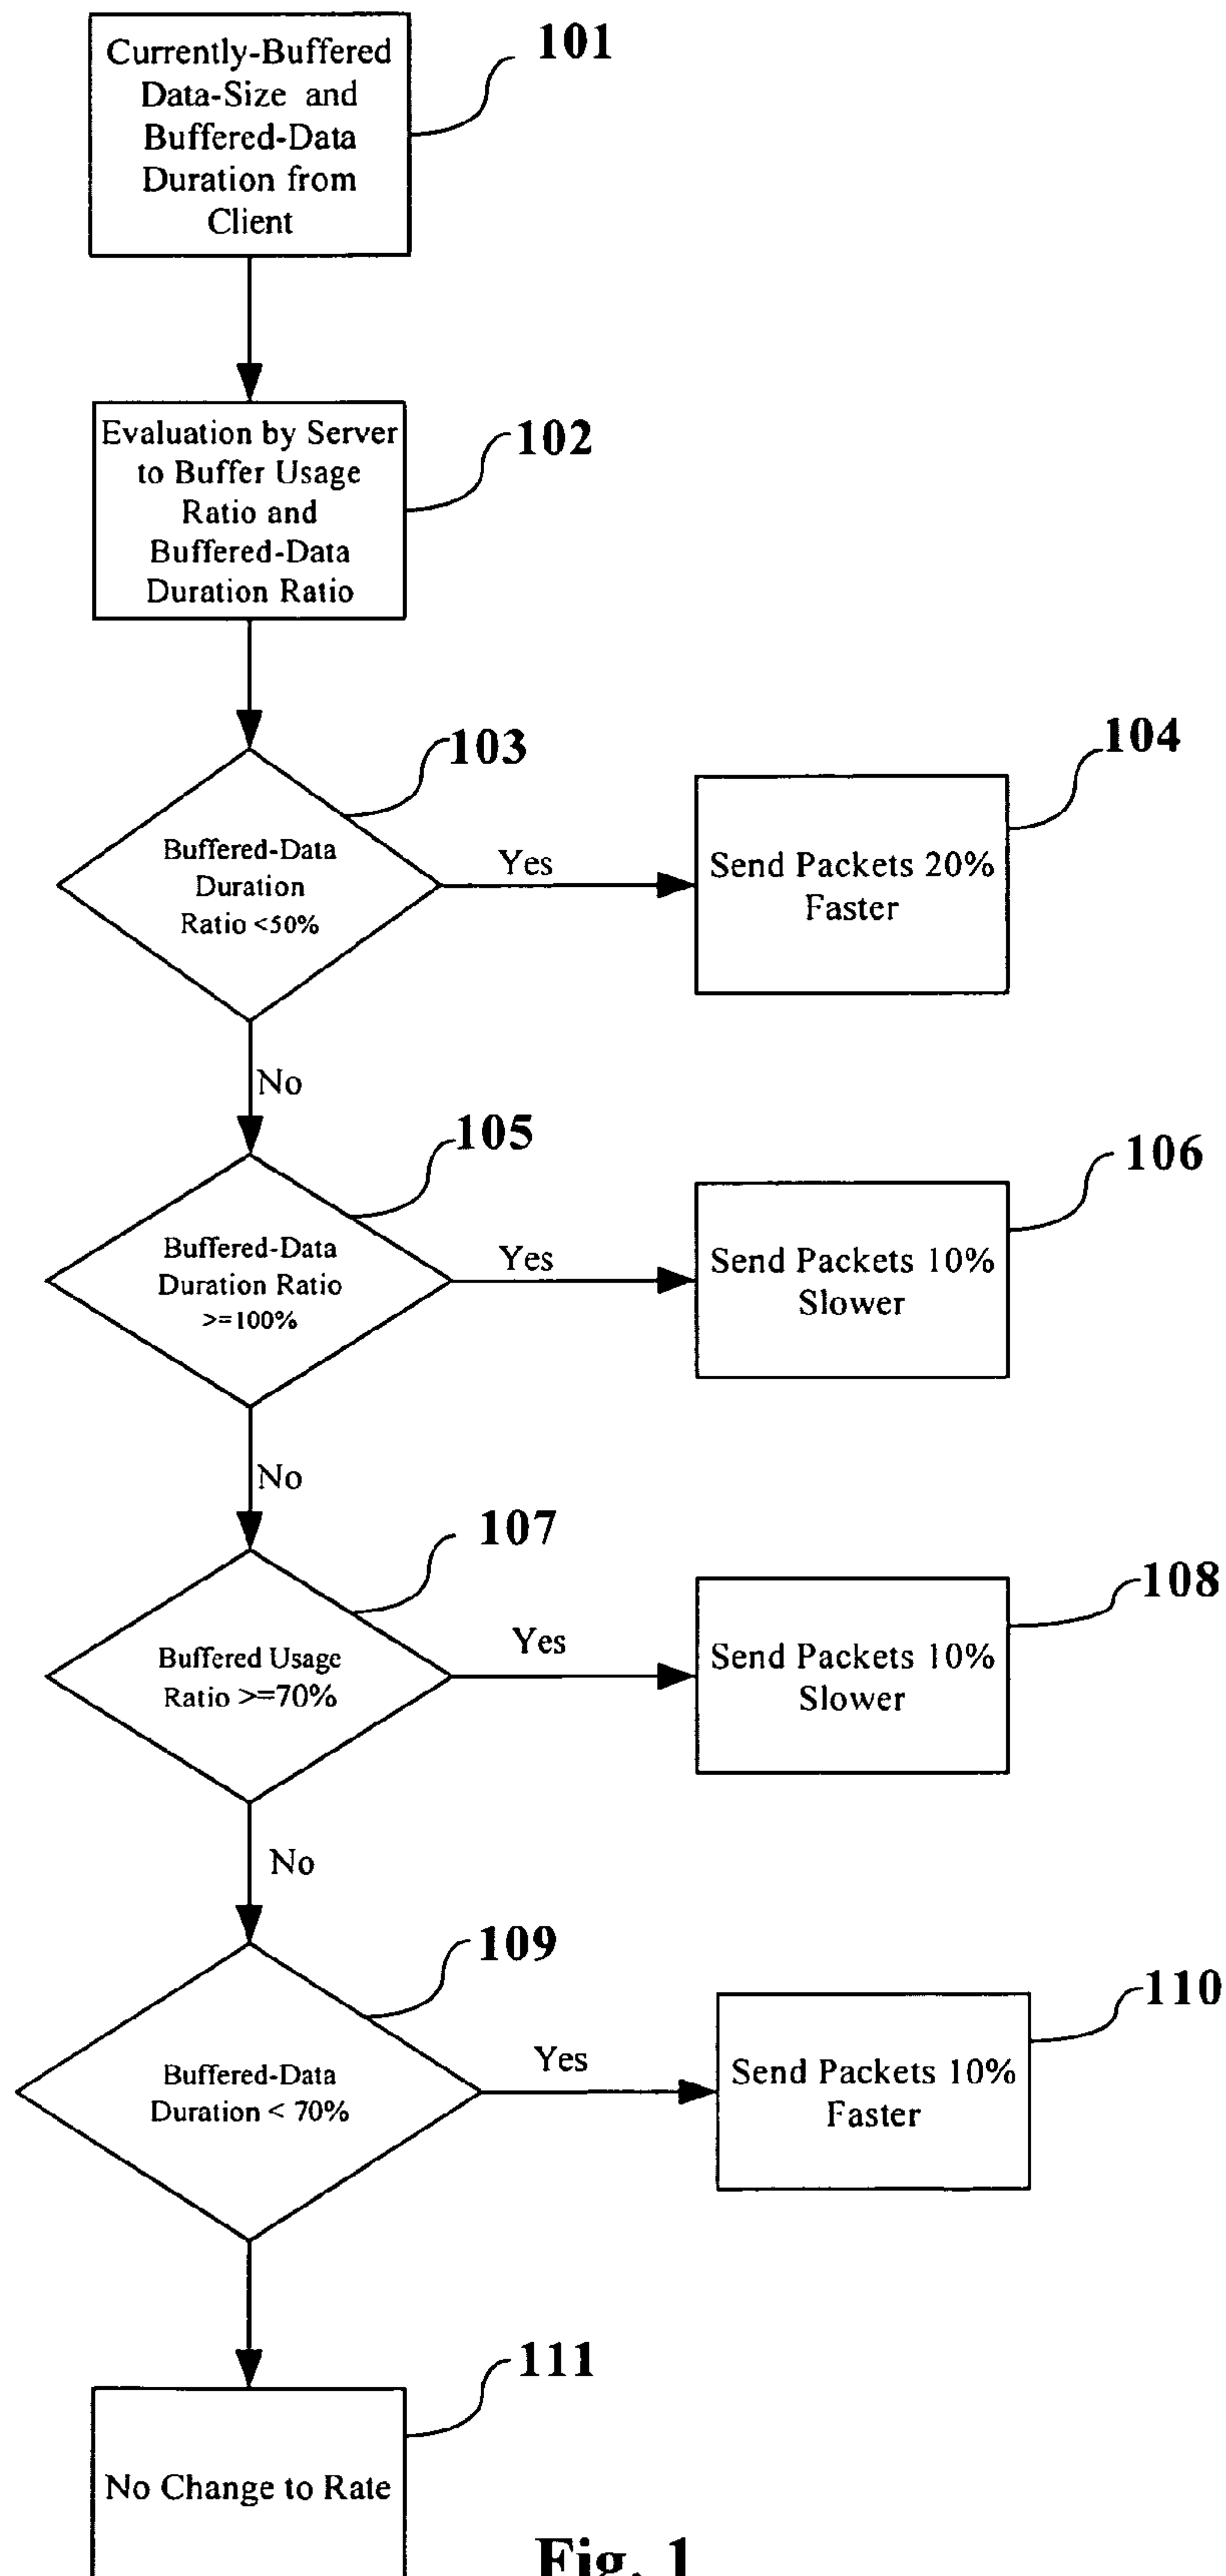 Currently-Buffered
Data-Size and
Buffered-Data
Duration from
Client
101
Evaluation by Server
to Buffer Usage
Ratio and
Buffered-Data
Duration Ratio
102
103
Buffered-Data
Duration
Ratio <50%
Yes
104
Send Packets 20%
Faster
No
105
Buffered-Data
Duration Ratio
>=100%
Yes
106
Send Packets 10%
Slower
No
107
Buffered Usage
Ratio >=70%
Yes
108
Send Packets 10%
Slower
No
109
Buffered-Data
Duration < 70%
Yes
110
Send Packets 10%
Faster
111
No Change to Rate
Fig. 1